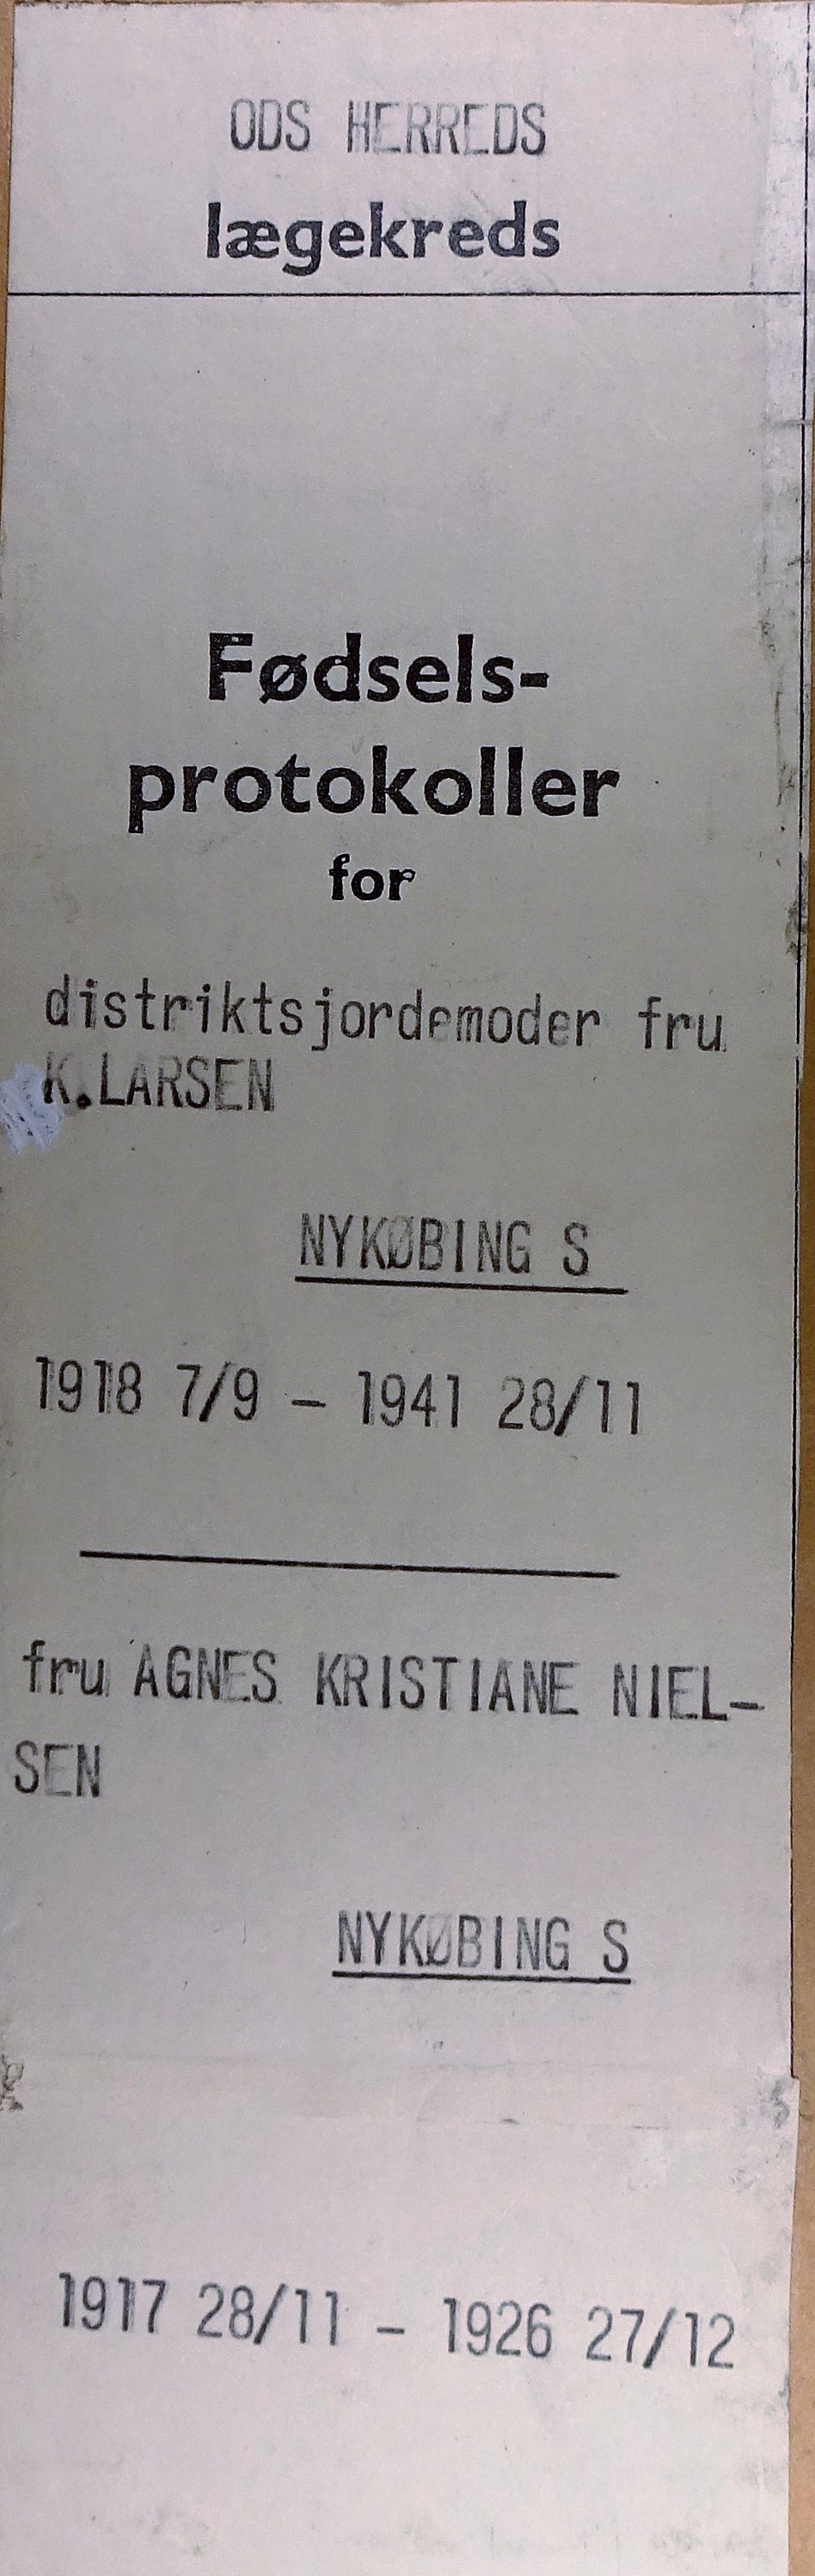 ODS HERREDS
lægekreds
Fødsels-
protokoller
for
distriktsjordemoder fru
K.LARSEN
NYKØBING S
1918 7/9 - 1941 28/11
fru AGNES KRISTIANE NIEL-
SEN
NYKØBING S
1917 28/11 - 1926 27/12